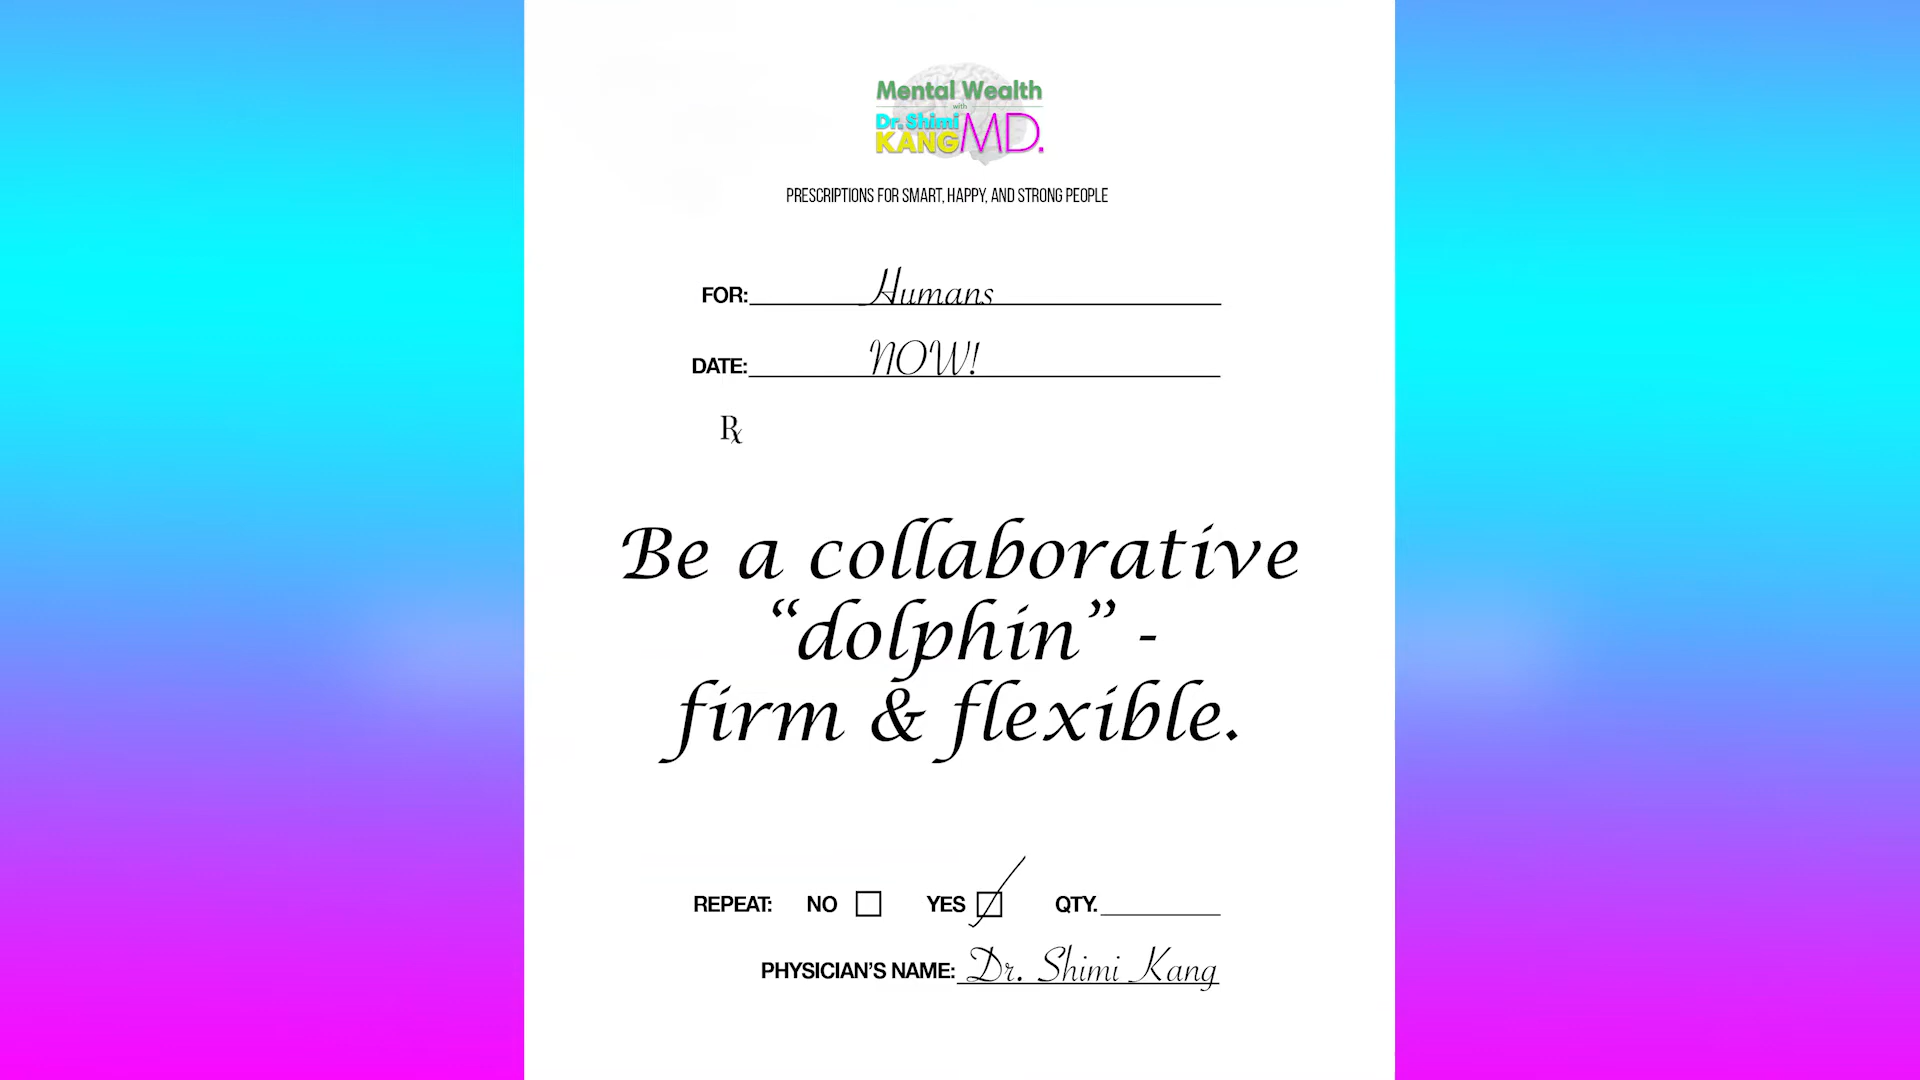 Mental Wealth
with
Dr. Shimi
KANG MD.
PRESCRIPTIONS FOR SMART, HAPPY, AND STRONG PEOPLE
FOR: Humans
DATE: NOW!
℞
Be a collaborative
“dolphin” -
firm & flexible.
REPEAT: NO YES QTY.
PHYSICIAN’S NAME: Dr. Shimi Kang